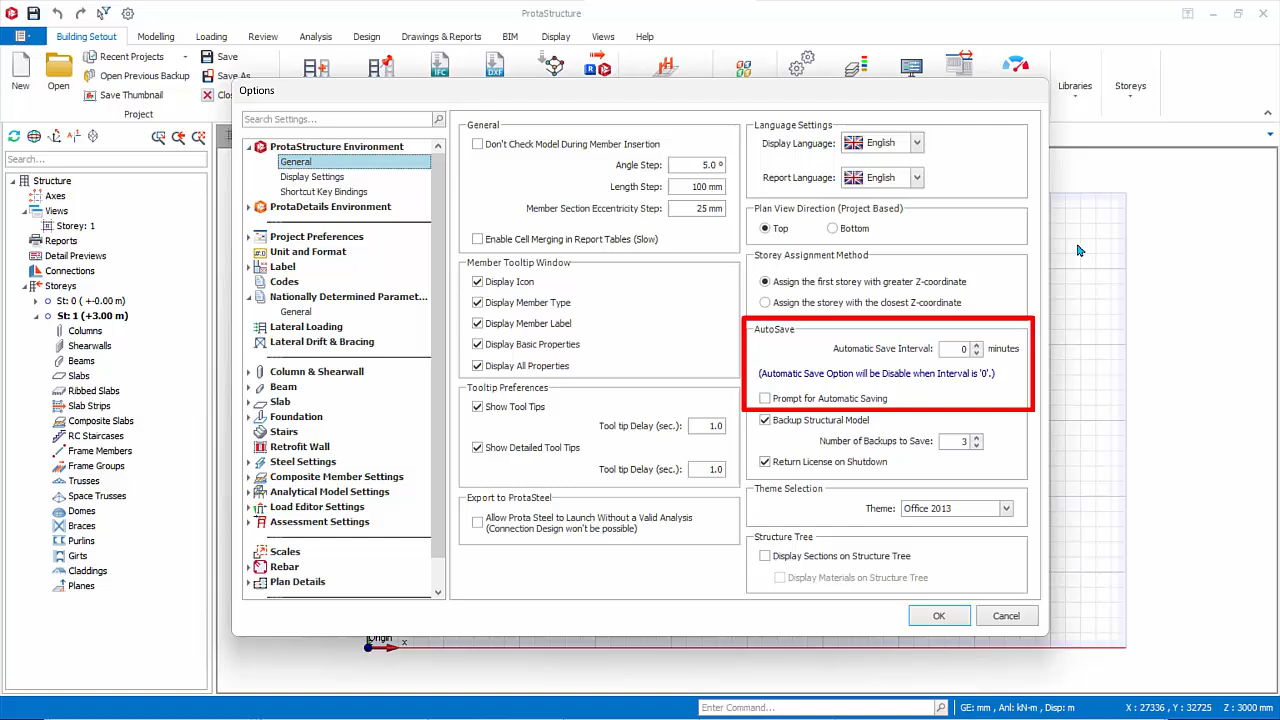 ProtaStructure
Building Setout
Modelling
Loading
Review
Analysis
Design
Drawings & Reports
BIM
Display
Views
Help
New
Open
Recent Projects
Open Previous Backup
Save Thumbnail
Save
Save As
Project
IFC
DXF
Libraries
Storeys
Search...
Structure
Axes
Views
Storey: 1
Reports
Detail Previews
Connections
Storeys
St: 0 ( +-0.00 m)
St: 1 (+3.00 m)
Columns
Shearwalls
Beams
Slabs
Ribbed Slabs
Slab Strips
Composite Slabs
RC Staircases
Frame Members
Frame Groups
Trusses
Space Trusses
Domes
Braces
Purlins
Girts
Claddings
Planes
Options
Search Settings...
ProtaStructure Environment
General
Display Settings
Shortcut Key Bindings
ProtaDetails Environment
Project Preferences
Unit and Format
Label
Codes
Nationally Determined Paramet...
General
Lateral Loading
Lateral Drift & Bracing
Column & Shearwall
Beam
Slab
Foundation
Stairs
Retrofit Wall
Steel Settings
Composite Member Settings
Analytical Model Settings
Load Editor Settings
Assessment Settings
Scales
Rebar
Plan Details
General
Don't Check Model During Member Insertion
Angle Step: 5.0 º
Length Step: 100 mm
Member Section Eccentricity Step: 25 mm
Enable Cell Merging in Report Tables (Slow)
Member Tooltip Window
Display Icon
Display Member Type
Display Member Label
Display Basic Properties
Display All Properties
Tooltip Preferences
Show Tool Tips
Tool tip Delay (sec.): 1.0
Show Detailed Tool Tips
Tool tip Delay (sec.): 1.0
Export to ProtaSteel
Allow Prota Steel to Launch Without a Valid Analysis
(Connection Design won't be possible)
Language Settings
Display Language: English
Report Language: English
Plan View Direction (Project Based)
Top Bottom
Storey Assignment Method
Assign the first storey with greater Z-coordinate
Assign the storey with the closest Z-coordinate
AutoSave
Automatic Save Interval: 0 minutes
(Automatic Save Option will be Disable when Interval is '0'.)
Prompt for Automatic Saving
Backup Structural Model
Number of Backups to Save: 3
Return License on Shutdown
Theme Selection
Theme: Office 2013
Structure Tree
Display Sections on Structure Tree
Display Materials on Structure Tree
OK Cancel
Origin
x
Enter Command...
GE: mm , Anl: kN-m , Disp: m
X : 27336 , Y : 32725
Z : 3000 mm